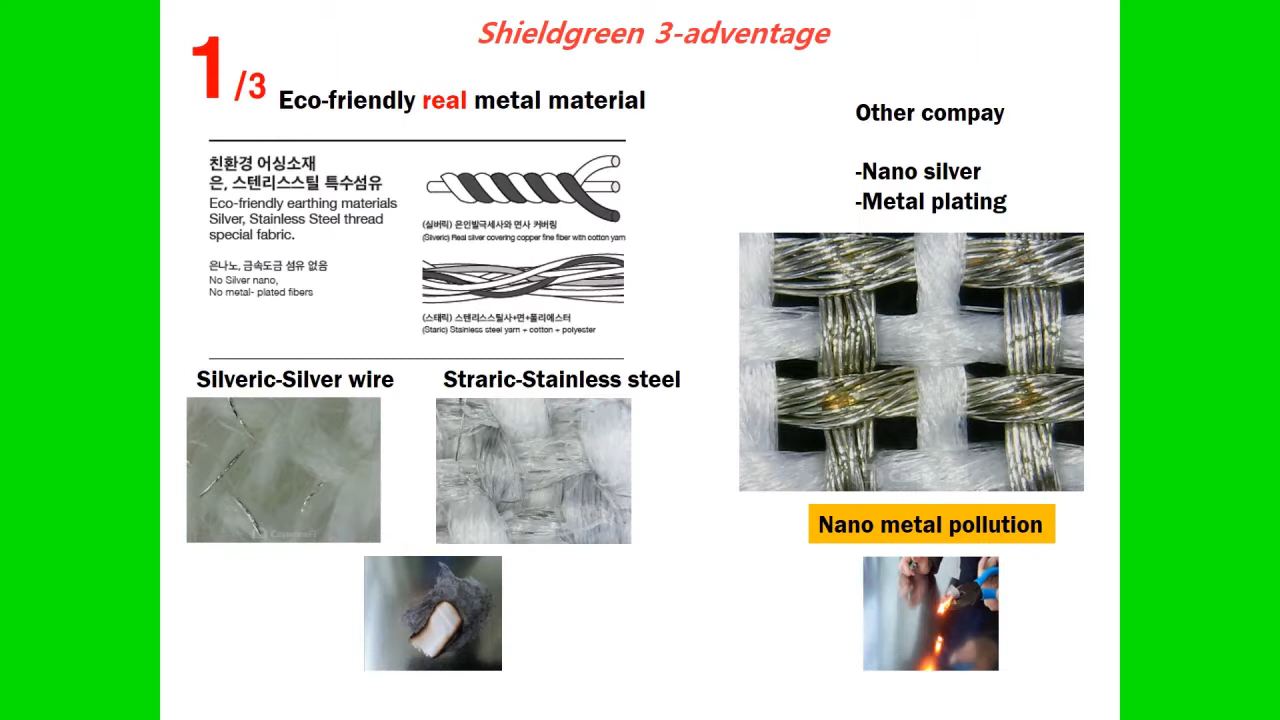 Shieldgreen 3-adventage
1/3
Eco-friendly real metal material
친환경 어싱소재
은, 스텐리스스틸 특수섬유
Eco-friendly earthing materials
Silver, Stainless Steel thread
special fabric.
은나노, 금속도금 섬유 없음
No Silver nano,
No metal- plated fibers
(실버릭) 은인발극세사와 면사 커버링
(Silveric) Real silver covering copper fine fiber with cotton yarn
(스태릭) 스텐리스스틸사+면+폴리에스터
(Staric) Stainless steel yarn + cotton + polyester
Silveric-Silver wire
Straric-Stainless steel
Other compay
-Nano silver
-Metal plating
Nano metal pollution